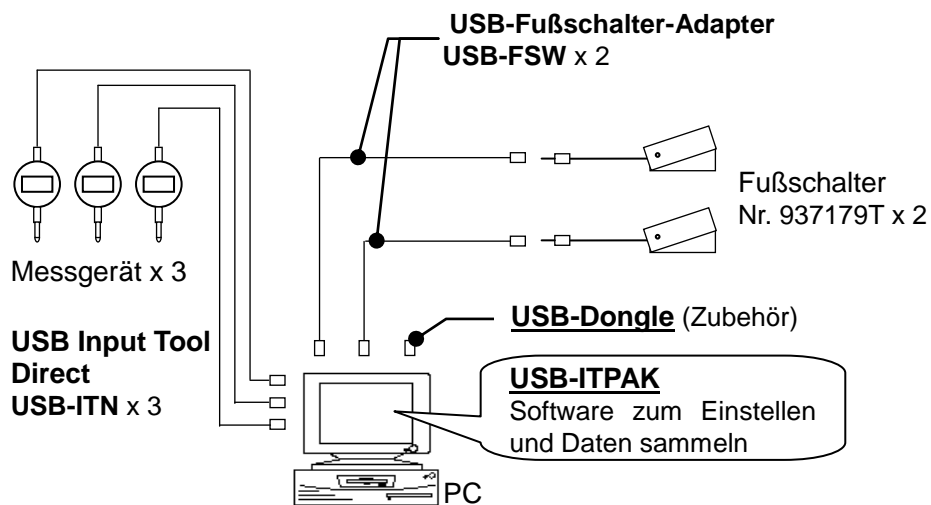 USB-Fußschalter-Adapter
USB-FSW x 2
Fußschalter
Nr. 937179T x 2
Messgerät x 3
USB Input Tool
Direct
USB-ITN x 3
USB-Dongle (Zubehör)
USB-ITPAK
Software zum Einstellen
und Daten sammeln
PC